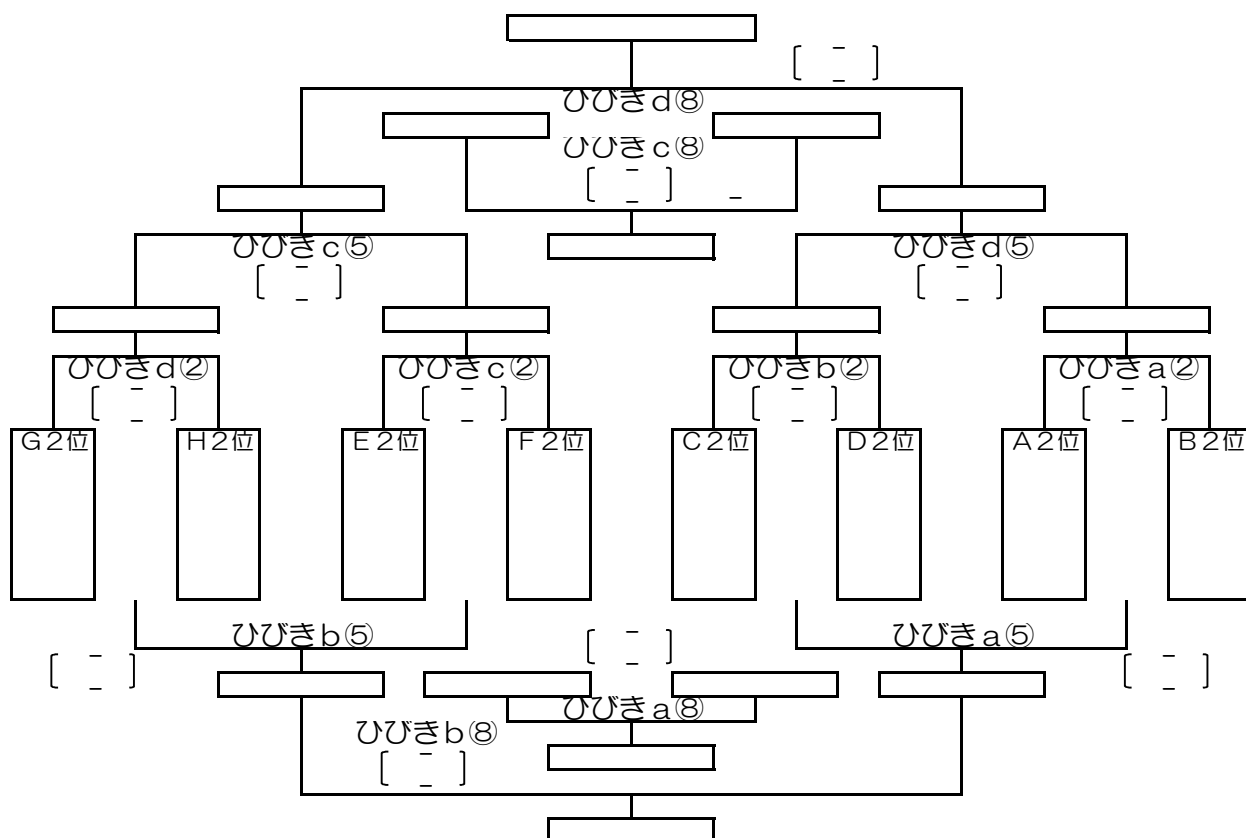 [ - - ]
ひびきｄ⑧
ひびきｃ⑧
[ - - ] -
ひびきｃ⑤ ひびきｄ⑤
[ - - ] [ - - ]
ひびきｄ② ひびきｃ② ひびきｂ② ひびきａ②
[ - - ] [ - - ] [ - - ] [ - - ]
Ｇ２位 Ｈ２位 Ｅ２位 Ｆ２位 Ｃ２位 Ｄ２位 Ａ２位 Ｂ２位
ひびきｂ⑤ [ - - ] ひびきａ⑤
[ - - ] [ - - ]
ひびきａ⑧
ひびきｂ⑧
[ - - ]